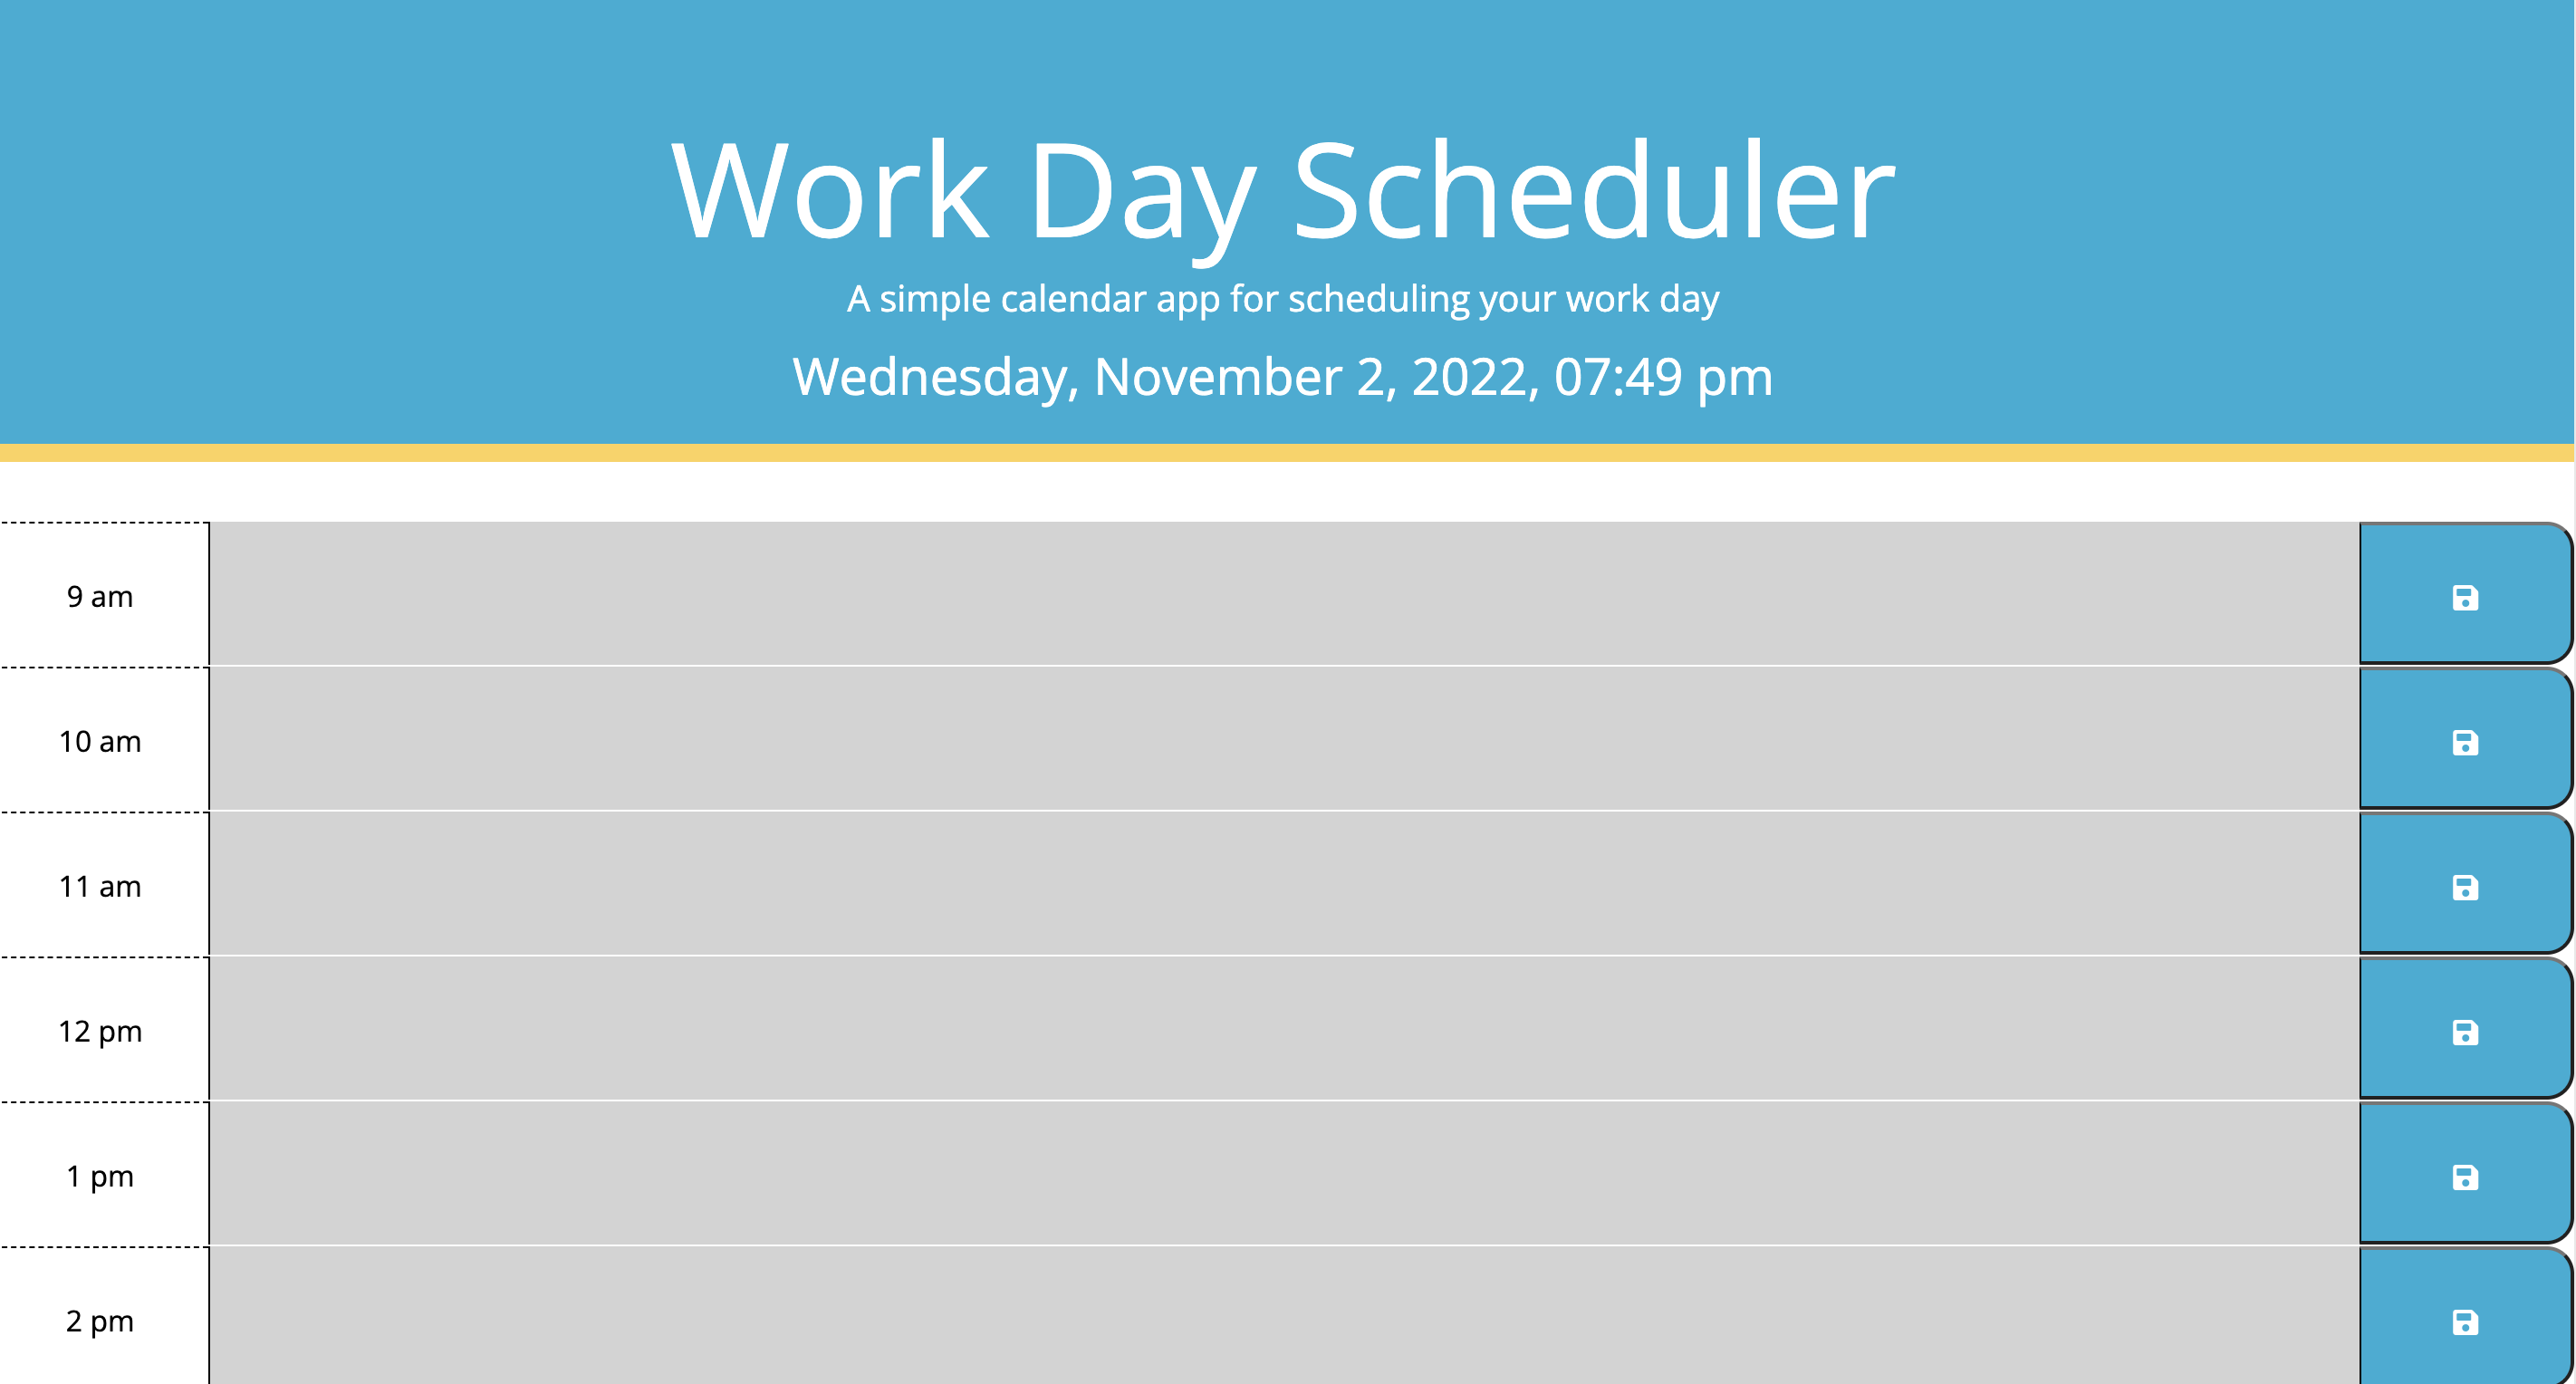 Work Day Scheduler
A simple calendar app for scheduling your work day
Wednesday, November 2, 2022, 07:49 pm
9 am
10 am
11 am
12 pm
1 pm
2 pm